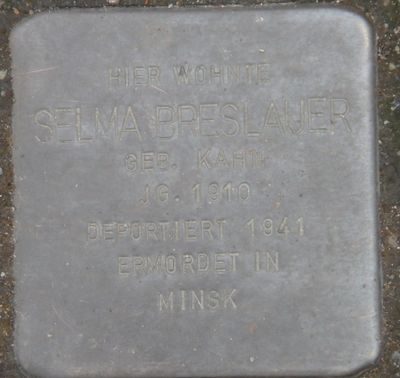 HIER WOHNTE
SELMA BRESLAUER
GEB. KAHN
JG. 1910
DEPORTIERT 1941
ERMORDET IN
MINSK